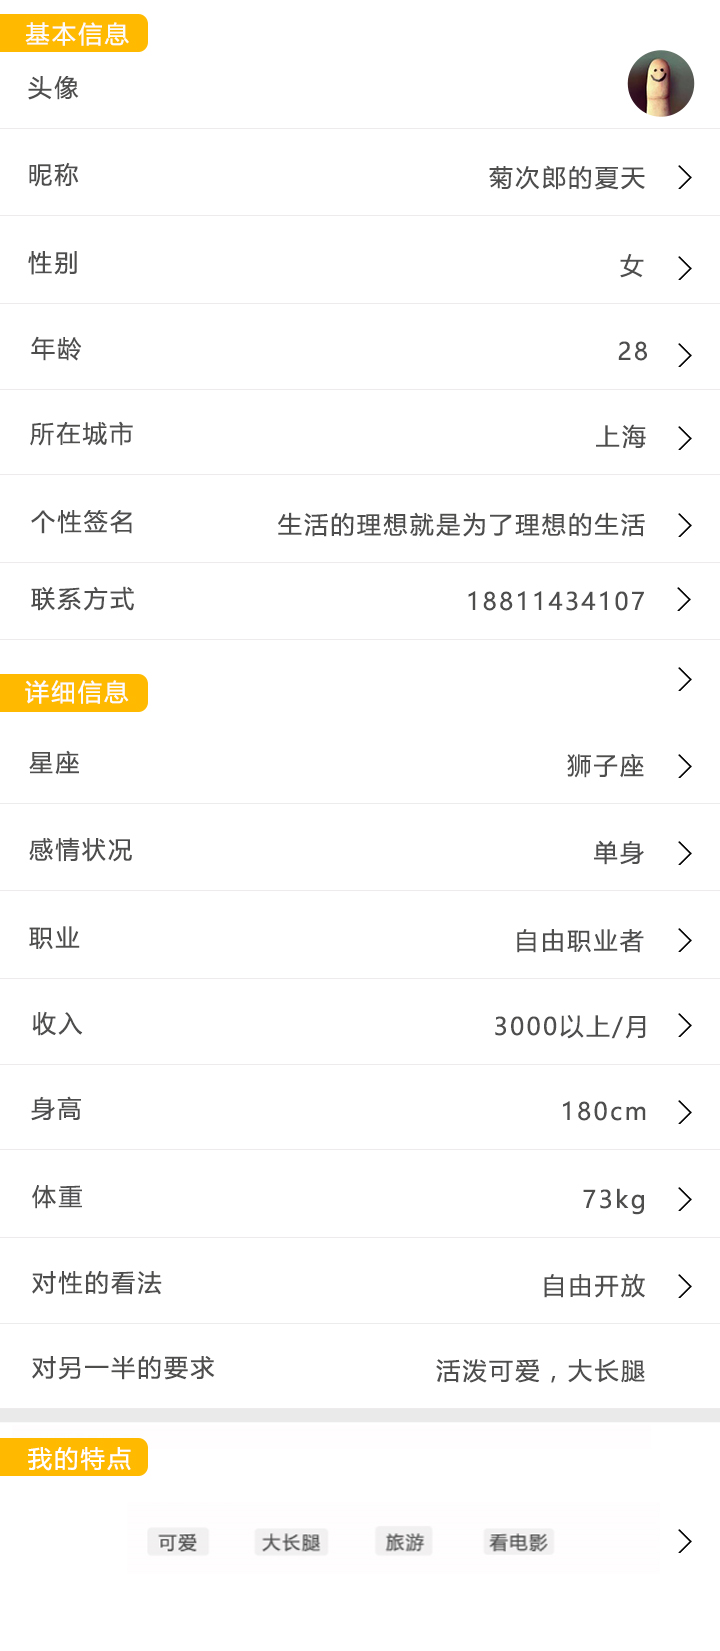 基本信息
头像
昵称 菊次郎的夏天
性别 女
年龄 28
所在城市 上海
个性签名 生活的理想就是为了理想的生活
联系方式 18811434107
详细信息
星座 狮子座
感情状况 单身
职业 自由职业者
收入 3000以上/月
身高 180cm
体重 73kg
对性的看法 自由开放
对另一半的要求 活泼可爱，大长腿
我的特点
可爱 大长腿 旅游 看电影